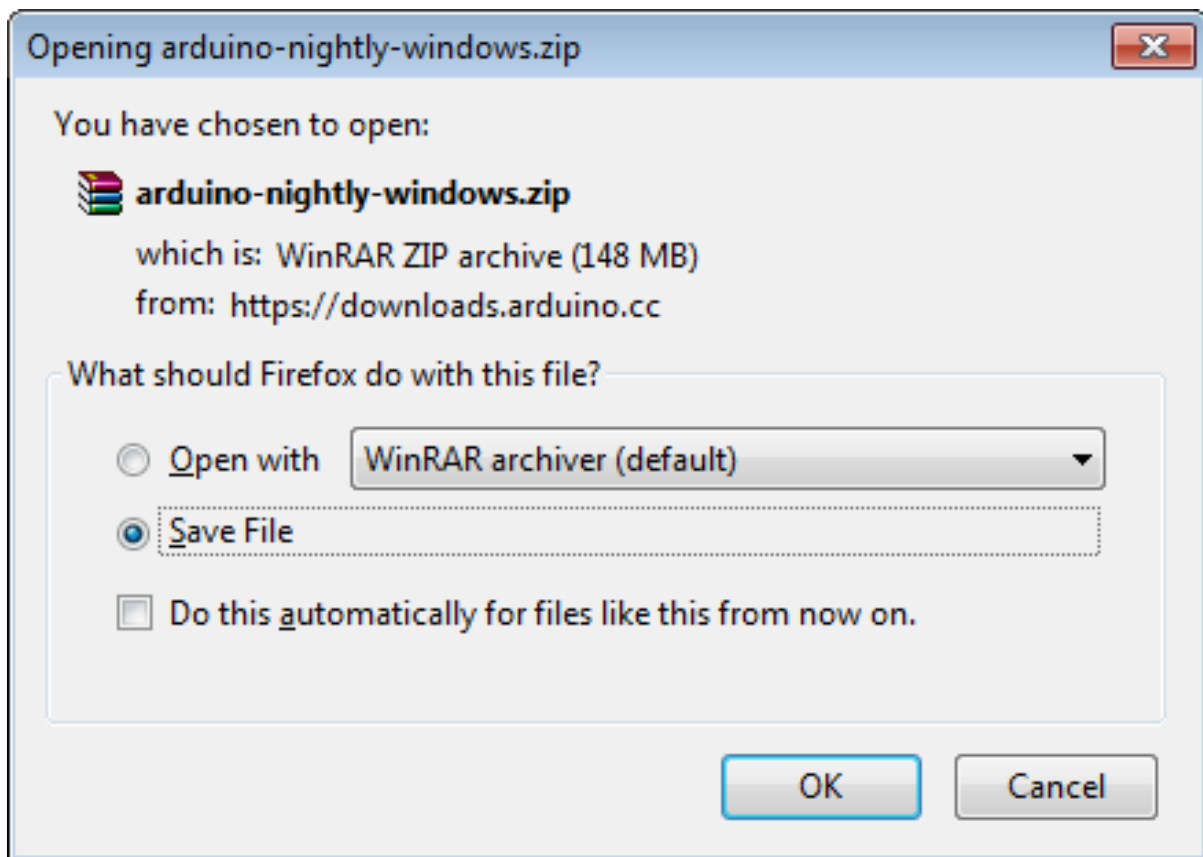 Opening arduino-nightly-windows.zip
You have chosen to open:
arduino-nightly-windows.zip
which is: WinRAR ZIP archive (148 MB)
from: https://downloads.arduino.cc
What should Firefox do with this file?
Open with WinRAR archiver (default)
Save File
Do this automatically for files like this from now on.
OK Cancel